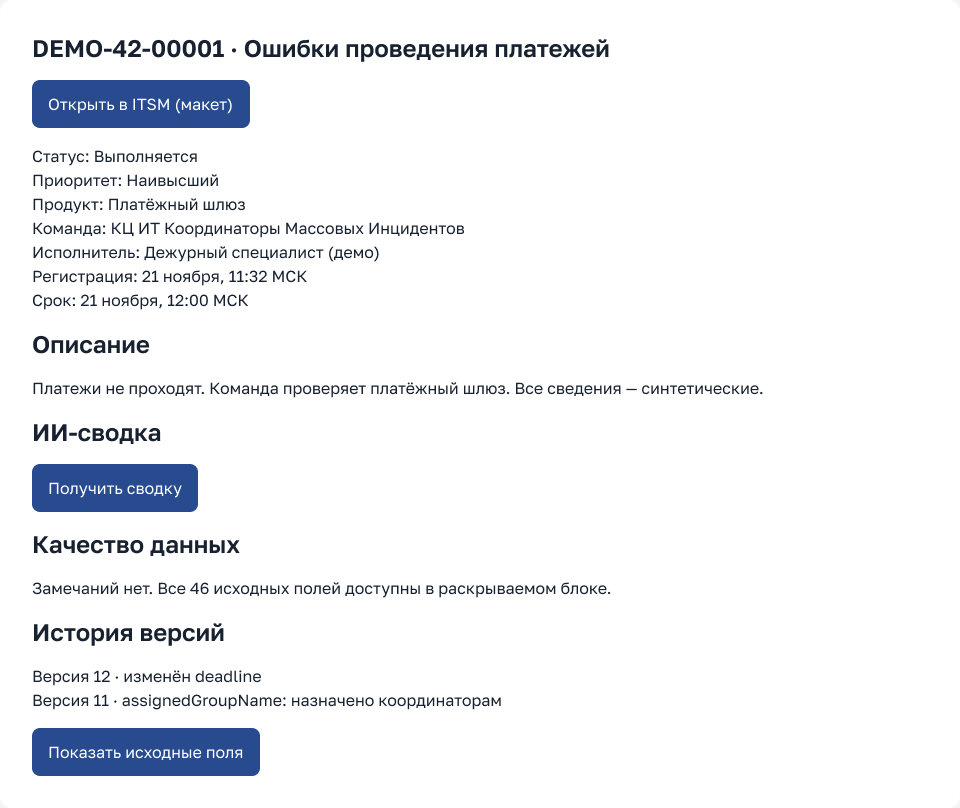 DEMO-42-00001 · Ошибки проведения платежей
Открыть в ITSM (макет)
Статус: Выполняется
Приоритет: Наивысший
Продукт: Платёжный шлюз
Команда: КЦ ИТ Координаторы Массовых Инцидентов
Исполнитель: Дежурный специалист (демо)
Регистрация: 21 ноября, 11:32 МСК
Срок: 21 ноября, 12:00 МСК
Описание
Платежи не проходят. Команда проверяет платёжный шлюз. Все сведения — синтетические.
ИИ-сводка
Получить сводку
Качество данных
Замечаний нет. Все 46 исходных полей доступны в раскрываемом блоке.
История версий
Версия 12 · изменён deadline
Версия 11 · assignedGroupName: назначено координаторам
Показать исходные поля